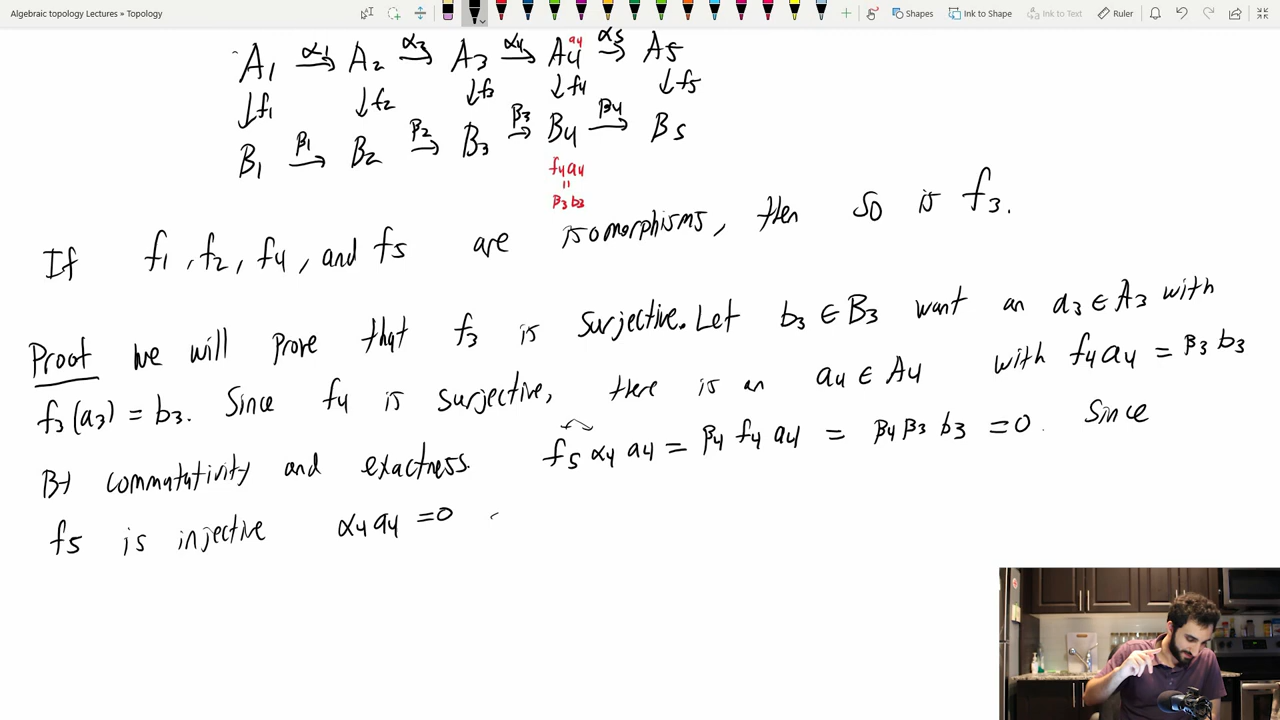 Algebraic topology Lectures » Topology
Shapes
Ink to Shape
Ink to Text
Ruler
A1 →α1 A2 →α3 A3 →α4 A4 →α5 A5
a4
↓f1 ↓f2 ↓f3 ↓f4 ↓f5
B1 →β1 B2 →β2 B3 →β3 B4 →β4 B5
f4a4
=
β3b3
If f1, f2, f4, and f5 are isomorphisms, then so is f3.
Proof We will prove that f3 is surjective. Let b3 ∈ B3 want an a3 ∈ A3 with
f3(a3) = b3. Since f4 is surjective, there is an a4 ∈ A4 with f4a4 = β3b3
By commutativity and exactness. f5α4a4 = β4f4a4 = β4β3b3 = 0. Since
f5 is injective α4a4 = 0